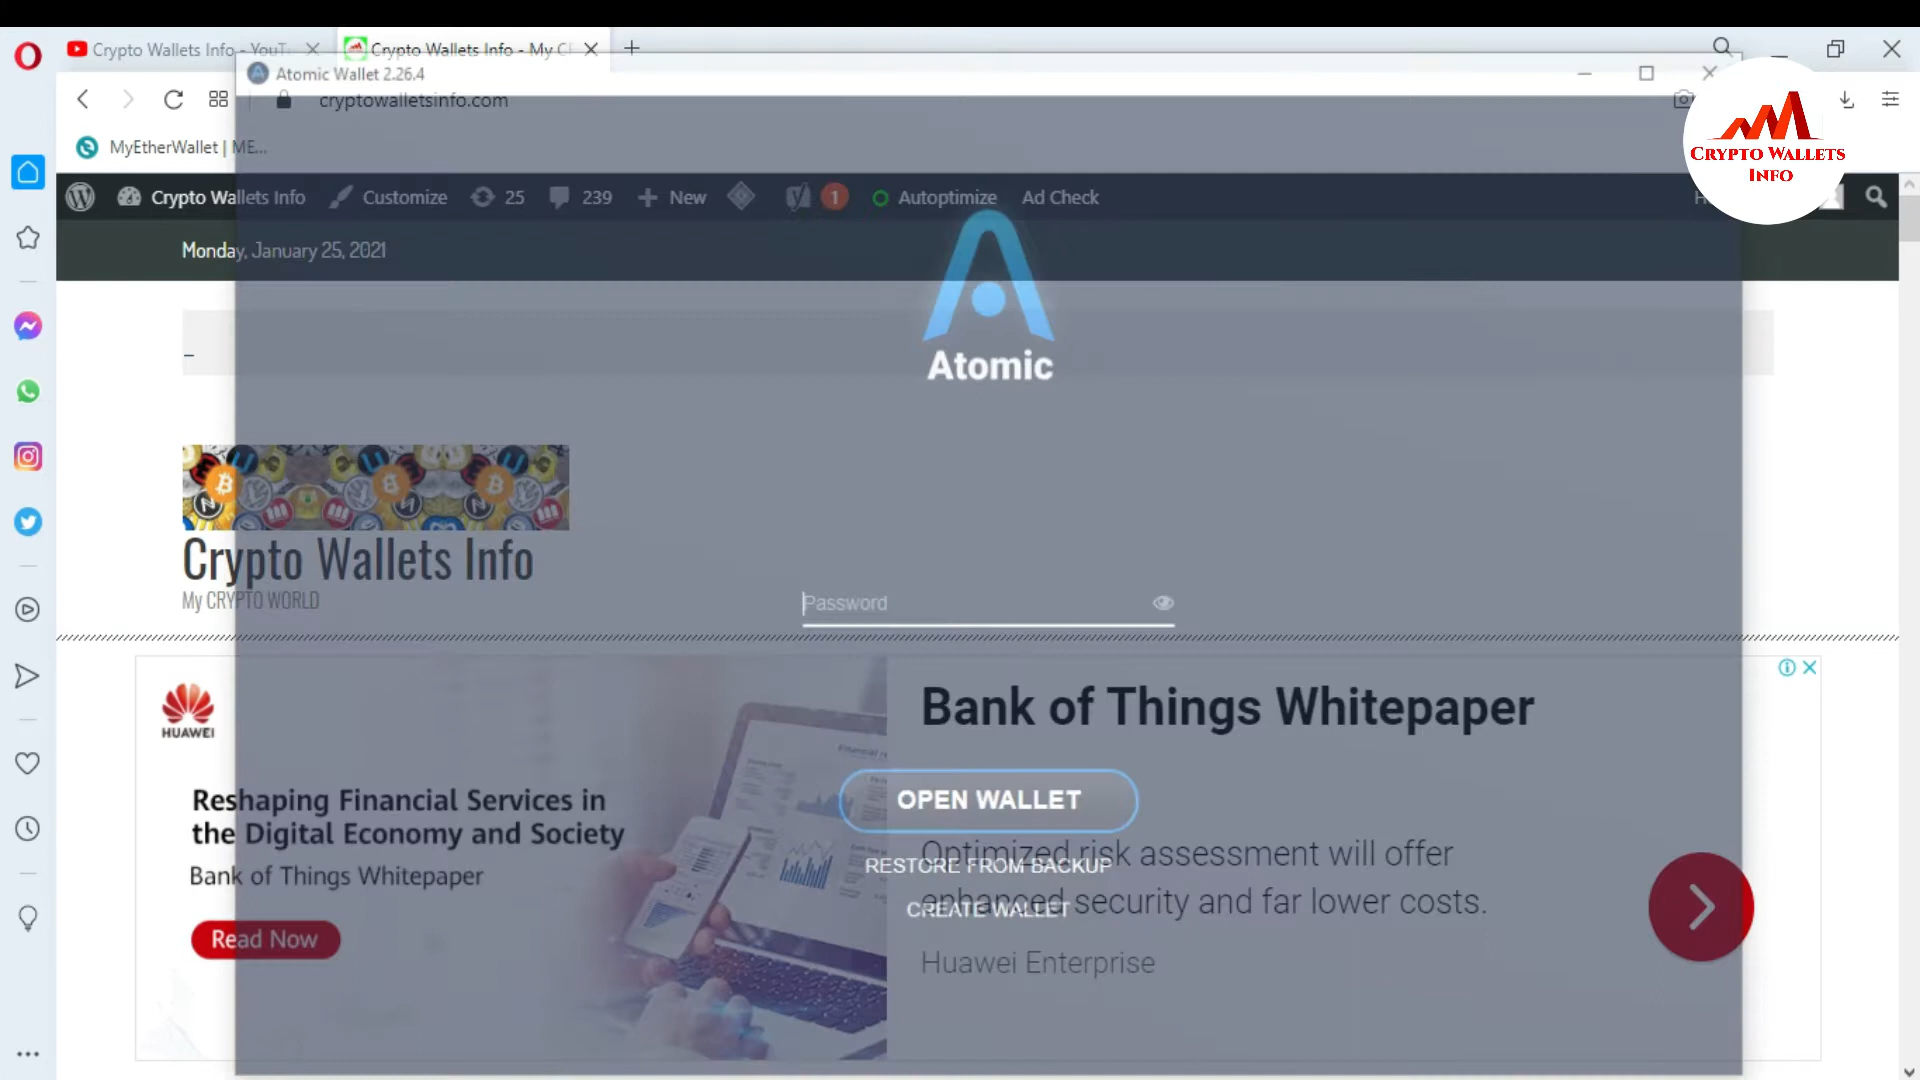 Crypto Wallets Info - YouT
Crypto Wallets Info - My C
Atomic Wallet 2.26.4
cryptowalletsinfo.com
MyEtherWallet | ME...
Crypto Wallets Info
Customize
25
239
New
1
Autoptimize
Ad Check
CRYPTO WALLETS
INFO
Monday, January 25, 2021
Atomic
Crypto Wallets Info
My CRYPTO WORLD
Password
HUAWEI
Reshaping Financial Services in
the Digital Economy and Society
Bank of Things Whitepaper
Read Now
Bank of Things Whitepaper
OPEN WALLET
Optimized risk assessment will offer
RESTORE FROM BACKUP
enhanced security and far lower costs.
CREATE WALLET
Huawei Enterprise